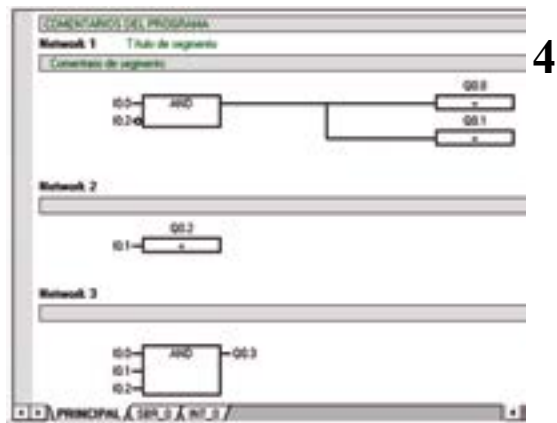 COMENTARIOS DEL PROGRAMA
Network 1 Título de segmento
Comentario de segmento
4
Q0.0
I0.0 AND =
I0.2
Q0.1
=
Network 2
Q0.2
I0.1 =
Network 3
I0.0 AND Q0.3
I0.1
I0.2
PRINCIPAL SBR_0 INT_0